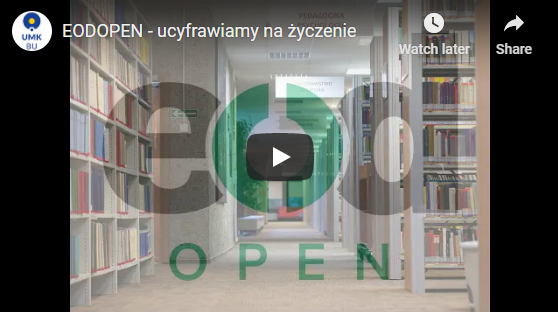 UMK
BU
EODOPEN - ucyfrawiamy na życzenie
Watch later
Share
eod
OPEN